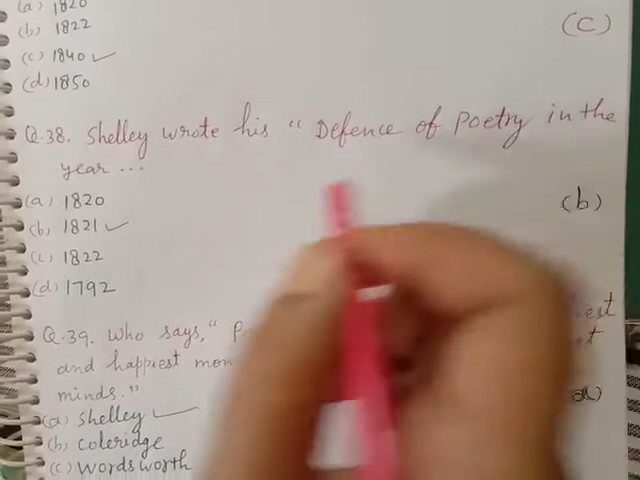 (a) 1820
(b) 1822
(c) 1840 ✓ (C)
(d) 1850
Q.38. Shelley wrote his "Defence of Poetry in the
year ...
(a) 1820 (b)
(b) 1821 ✓
(c) 1822
(d) 1792
Q.39. Who says, "
and happiest
minds." (a)
(a) Shelley ✓
(b) Coleridge
(c) Wordsworth